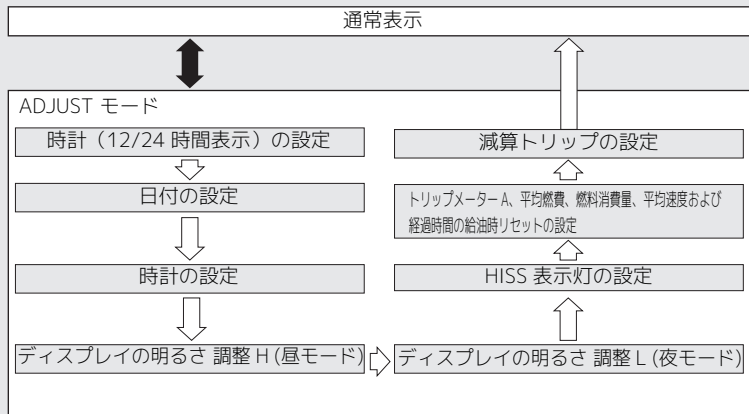 通常表示
ADJUST モード
時計（12/24 時間表示）の設定
日付の設定
時計の設定
ディスプレイの明るさ 調整 H (昼モード)
ディスプレイの明るさ 調整 L (夜モード)
HISS 表示灯の設定
トリップメーター A、平均燃費、燃料消費量、平均速度および
経過時間の給油時リセットの設定
減算トリップの設定